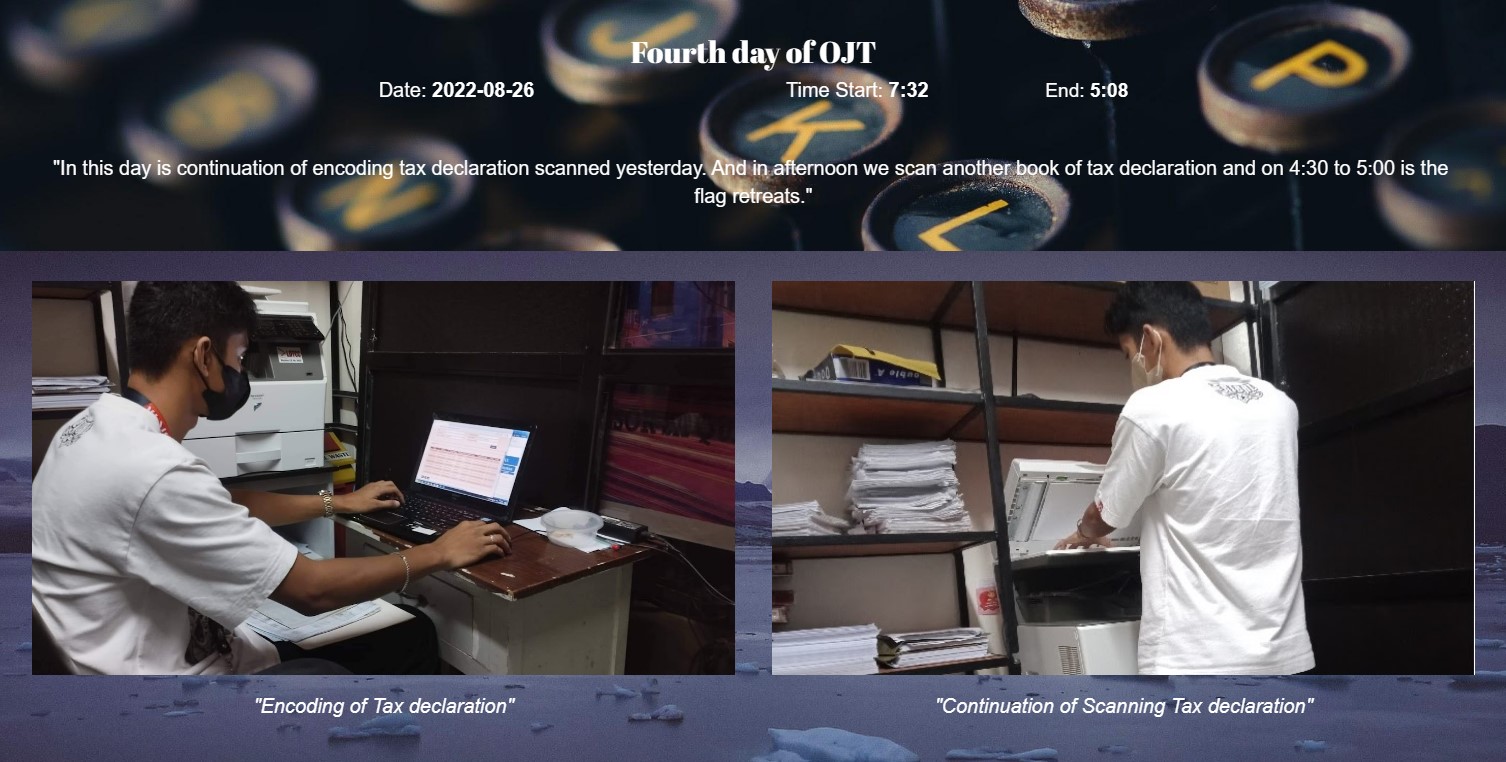 Fourth day of OJT
Date: 2022-08-26 Time Start: 7:32 End: 5:08
"In this day is continuation of encoding tax declaration scanned yesterday. And in afternoon we scan another book of tax declaration and on 4:30 to 5:00 is the
flag retreats."
J
P
K
N
L
Double A
"Encoding of Tax declaration"
"Continuation of Scanning Tax declaration"